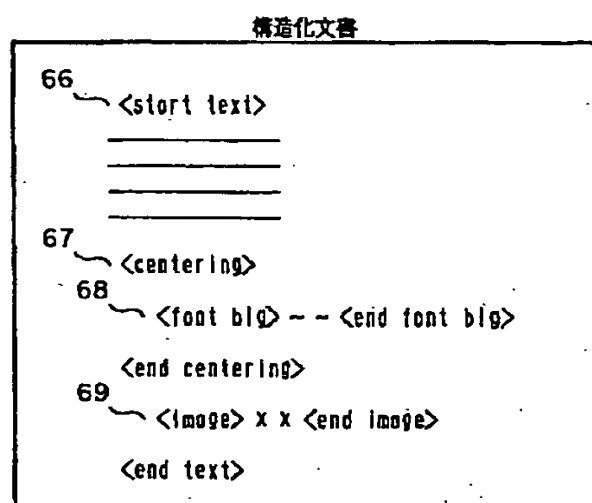 構造化文書
66
<start text>
67
<centering>
68
<font big> ~ ~ <end font big>
<end centering>
69
<image> x x <end image>
<end text>